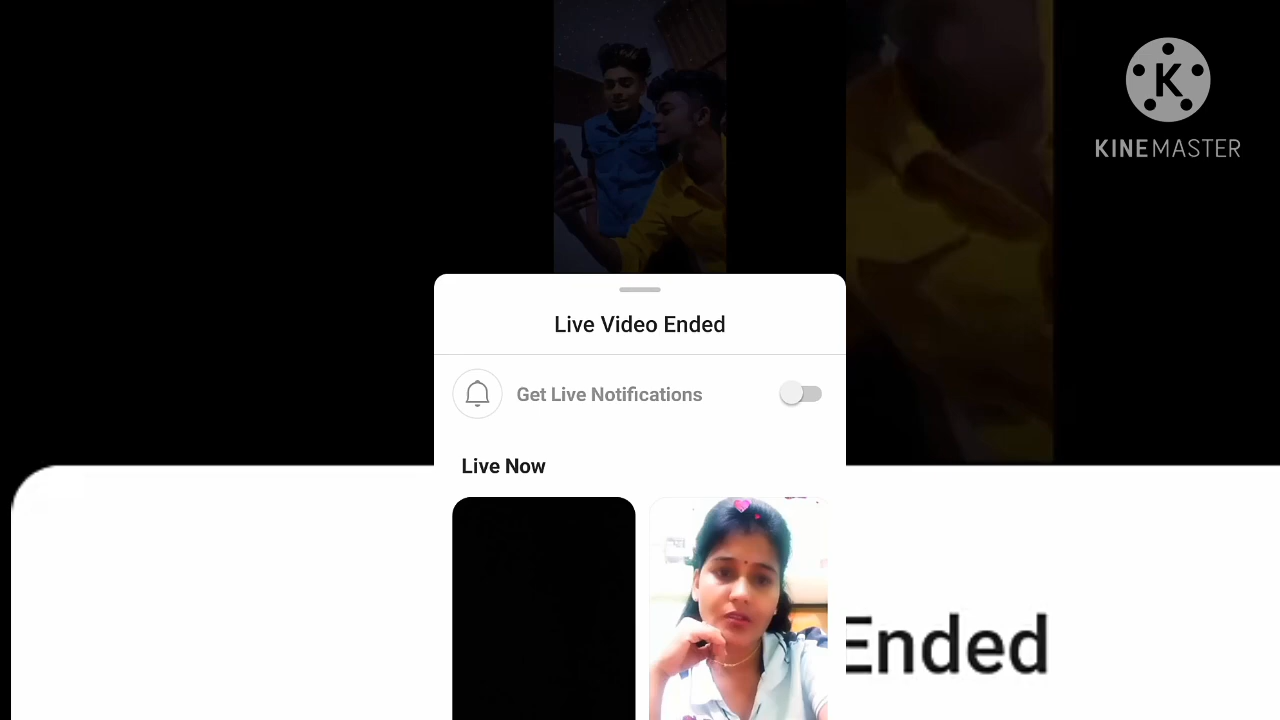 K
KINEMASTER
Live Video Ended
Get Live Notifications
Live Now
Ended